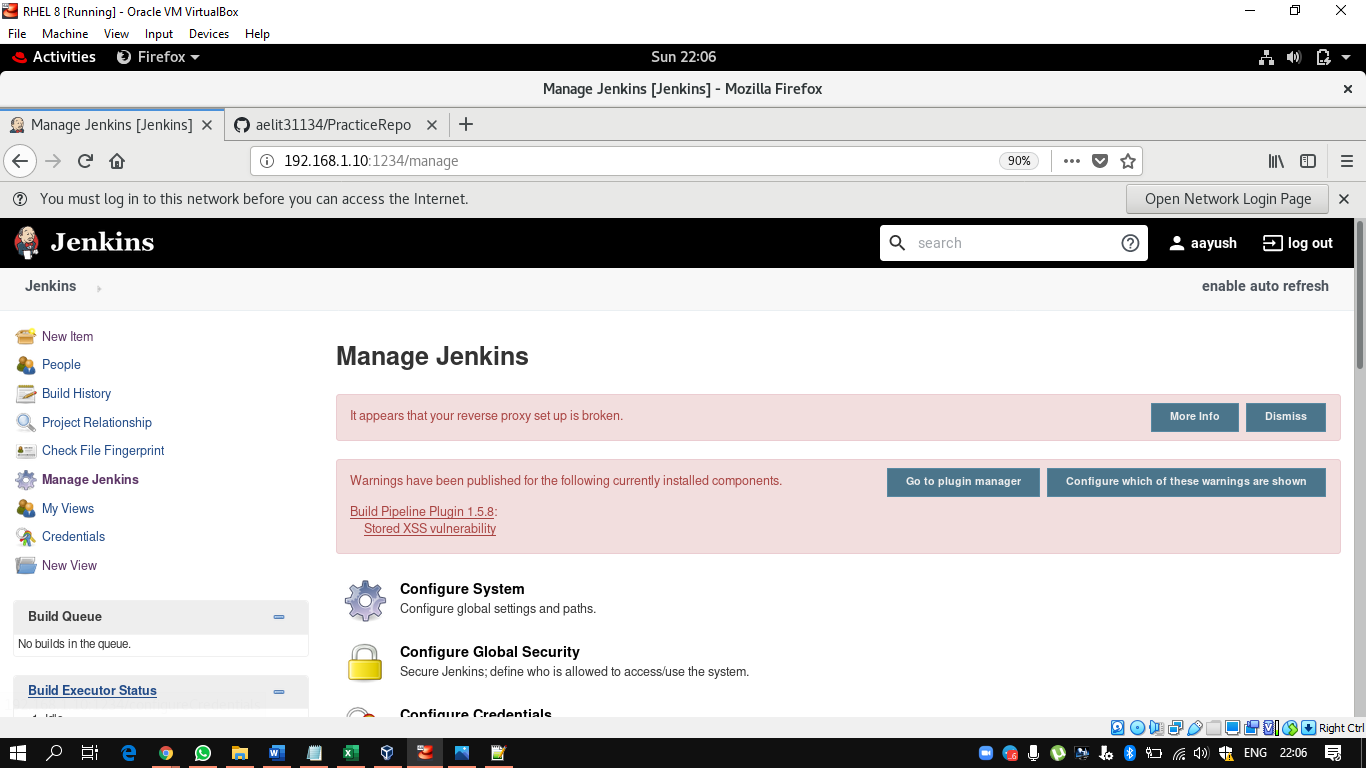 RHEL 8 [Running] - Oracle VM VirtualBox
File Machine View Input Devices Help
Activities Firefox Sun 22:06
Manage Jenkins [Jenkins] - Mozilla Firefox
Manage Jenkins [Jenkins] aelit31134/PracticeRepo
192.168.1.10:1234/manage 90%
You must log in to this network before you can access the Internet. Open Network Login Page
Jenkins search aayush log out
Jenkins enable auto refresh
New Item
People
Build History
Project Relationship
Check File Fingerprint
Manage Jenkins
My Views
Credentials
New View
Build Queue
No builds in the queue.
Build Executor Status
1 Idle
Manage Jenkins
It appears that your reverse proxy set up is broken. More Info Dismiss
Warnings have been published for the following currently installed components. Go to plugin manager Configure which of these warnings are shown
Build Pipeline Plugin 1.5.8:
Stored XSS vulnerability
Configure System
Configure global settings and paths.
Configure Global Security
Secure Jenkins; define who is allowed to access/use the system.
Configure Credentials
Right Ctrl
ENG 22:06